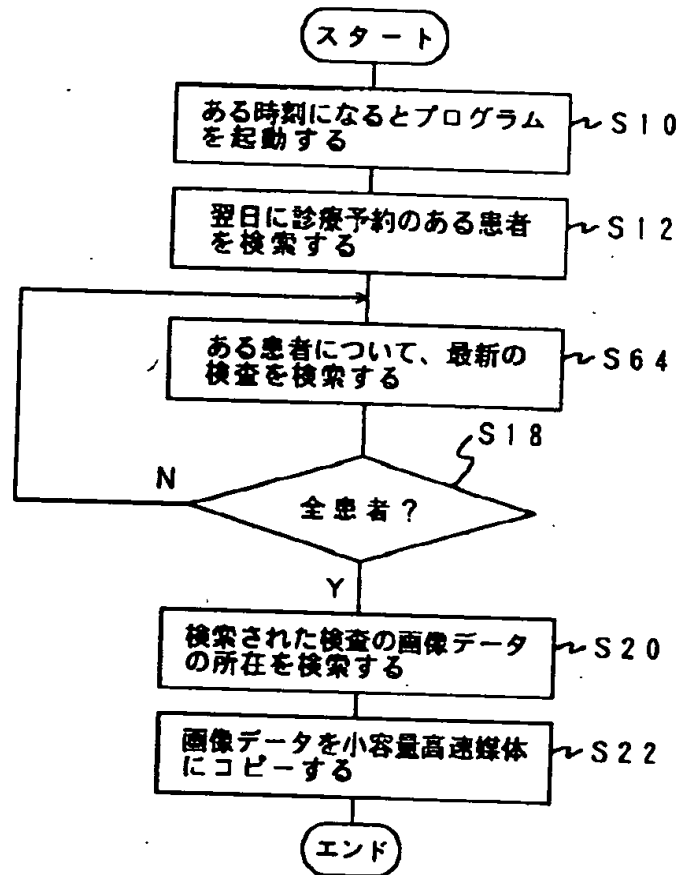 スタート
ある時刻になるとプログラム
を起動する
S10
翌日に診療予約のある患者
を検索する
S12
ある患者について、最新の
検査を検索する
S64
S18
N
全患者？
Y
検索された検査の画像データ
の所在を検索する
S20
画像データを小容量高速媒体
にコピーする
S22
エンド